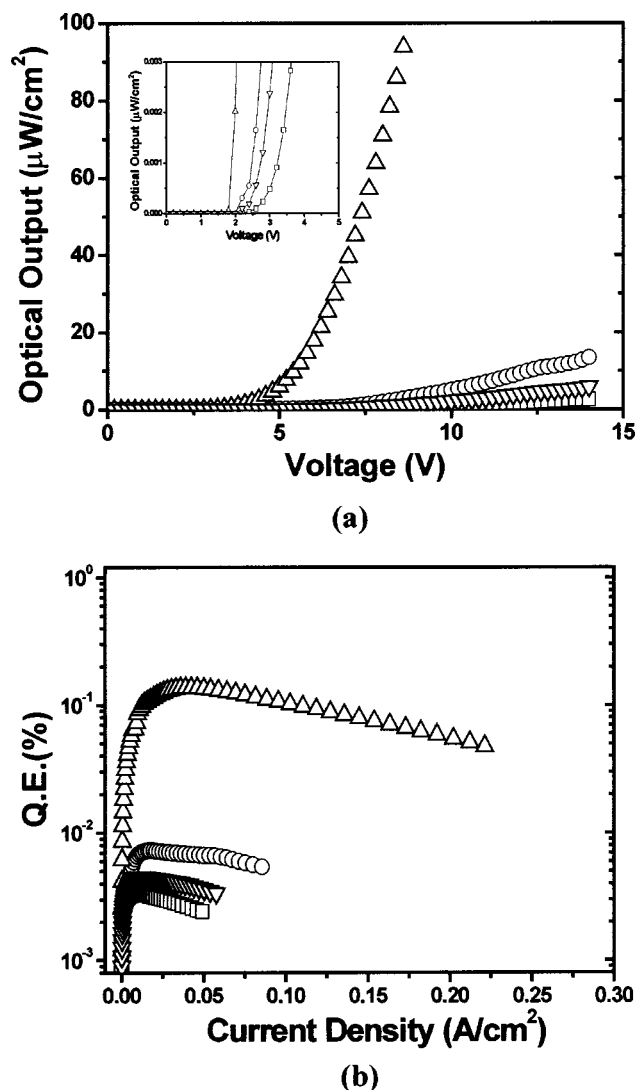 100
80
60
40
20
0
Optical Output (μW/cm²)
0.003
0.002
0.001
0.000
Optical Output (μW/cm²)
0 1 2 3 4 5
Voltage (V)
0 5 10 15
Voltage (V)
(a)
10⁰
10⁻¹
10⁻²
10⁻³
Q.E.(%)
0.00 0.05 0.10 0.15 0.20 0.25 0.30
Current Density (A/cm²)
(b)